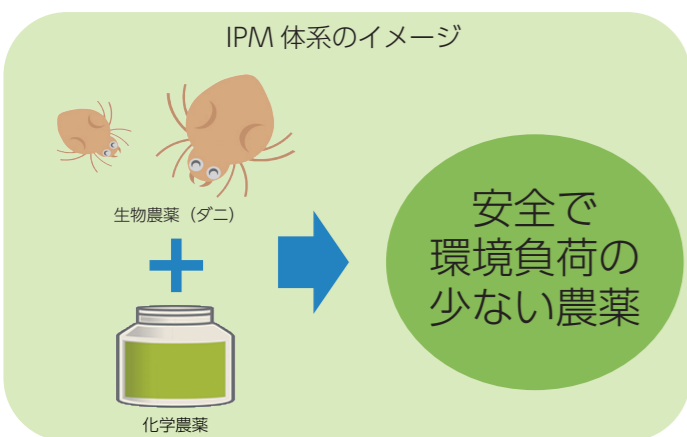 IPM 体系のイメージ
生物農薬（ダニ）
化学農薬
安全で
環境負荷の
少ない農薬